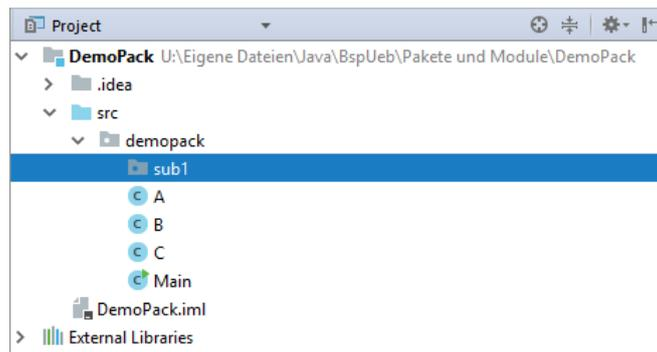 Project
DemoPack U:\Eigene Dateien\Java\BspUeb\Pakete und Module\DemoPack
.idea
src
demopack
sub1
C A
C B
C C
C Main
DemoPack.iml
External Libraries